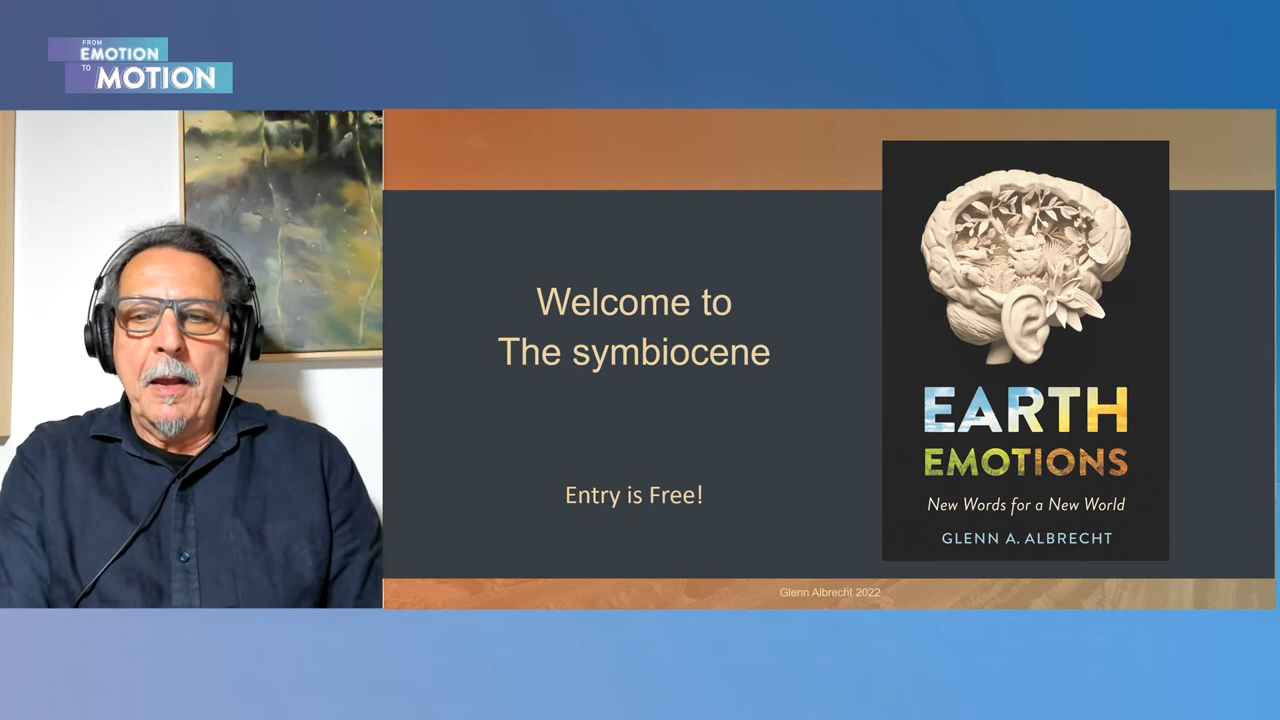 FROM
EMOTION
TO
MOTION
Welcome to
The symbiocene
Entry is Free!
EARTH
EMOTIONS
New Words for a New World
GLENN A. ALBRECHT
Glenn Albrecht 2022